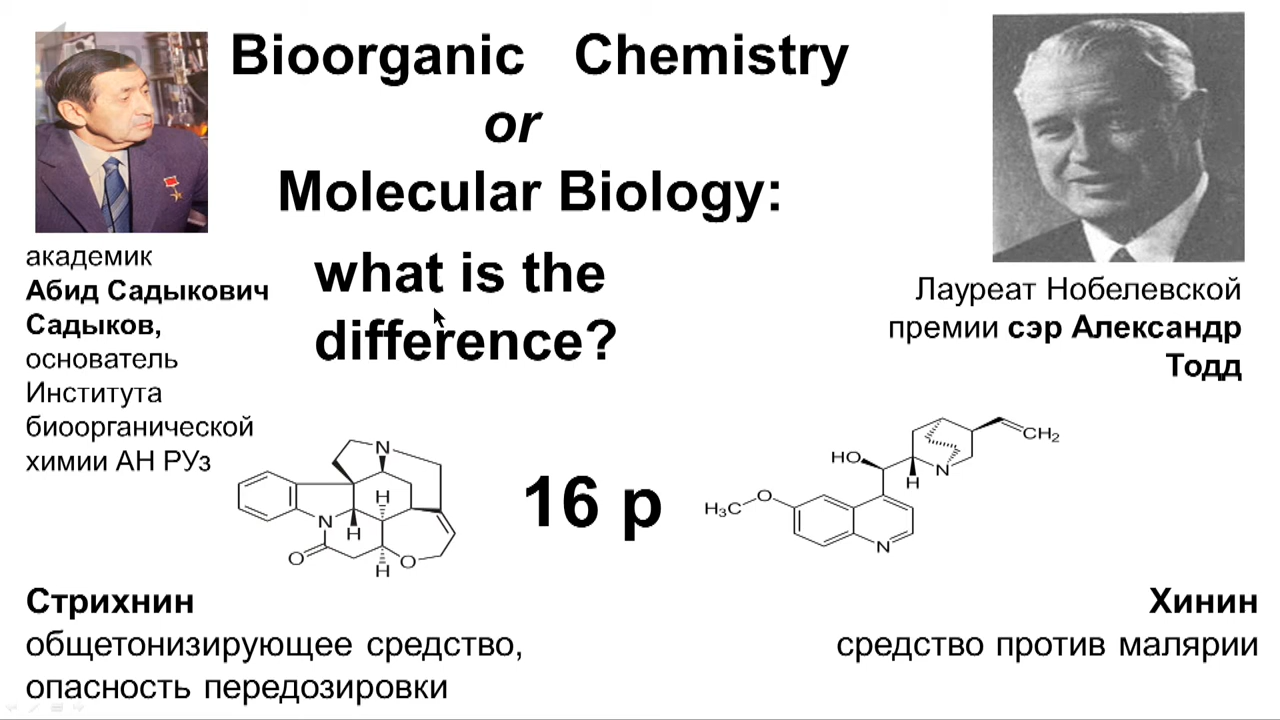 Bioorganic Chemistry
or
Molecular Biology:
what is the
difference?
академик
Абид Садыкович
Садыков,
основатель
Института
биоорганической
химии АН РУз
Лауреат Нобелевской
премии сэр Александр
Тодд
N
H
N
H
O
H
O
16 р
HO
H
N
CH2
H3C
O
N
Стрихнин
общетонизирующее средство,
опасность передозировки
Хинин
средство против малярии